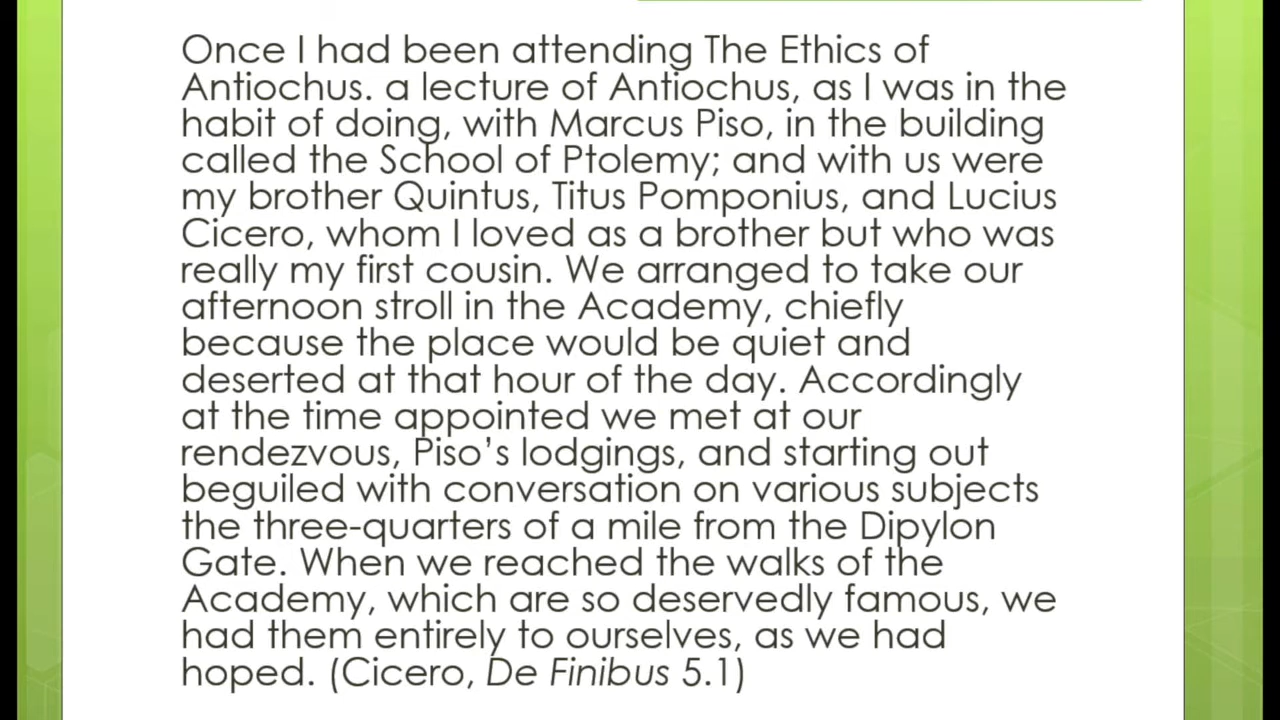 Once I had been attending The Ethics of
Antiochus. a lecture of Antiochus, as I was in the
habit of doing, with Marcus Piso, in the building
called the School of Ptolemy; and with us were
my brother Quintus, Titus Pomponius, and Lucius
Cicero, whom I loved as a brother but who was
really my first cousin. We arranged to take our
afternoon stroll in the Academy, chiefly
because the place would be quiet and
deserted at that hour of the day. Accordingly
at the time appointed we met at our
rendezvous, Piso’s lodgings, and starting out
beguiled with conversation on various subjects
the three-quarters of a mile from the Dipylon
Gate. When we reached the walks of the
Academy, which are so deservedly famous, we
had them entirely to ourselves, as we had
hoped. (Cicero, De Finibus 5.1)